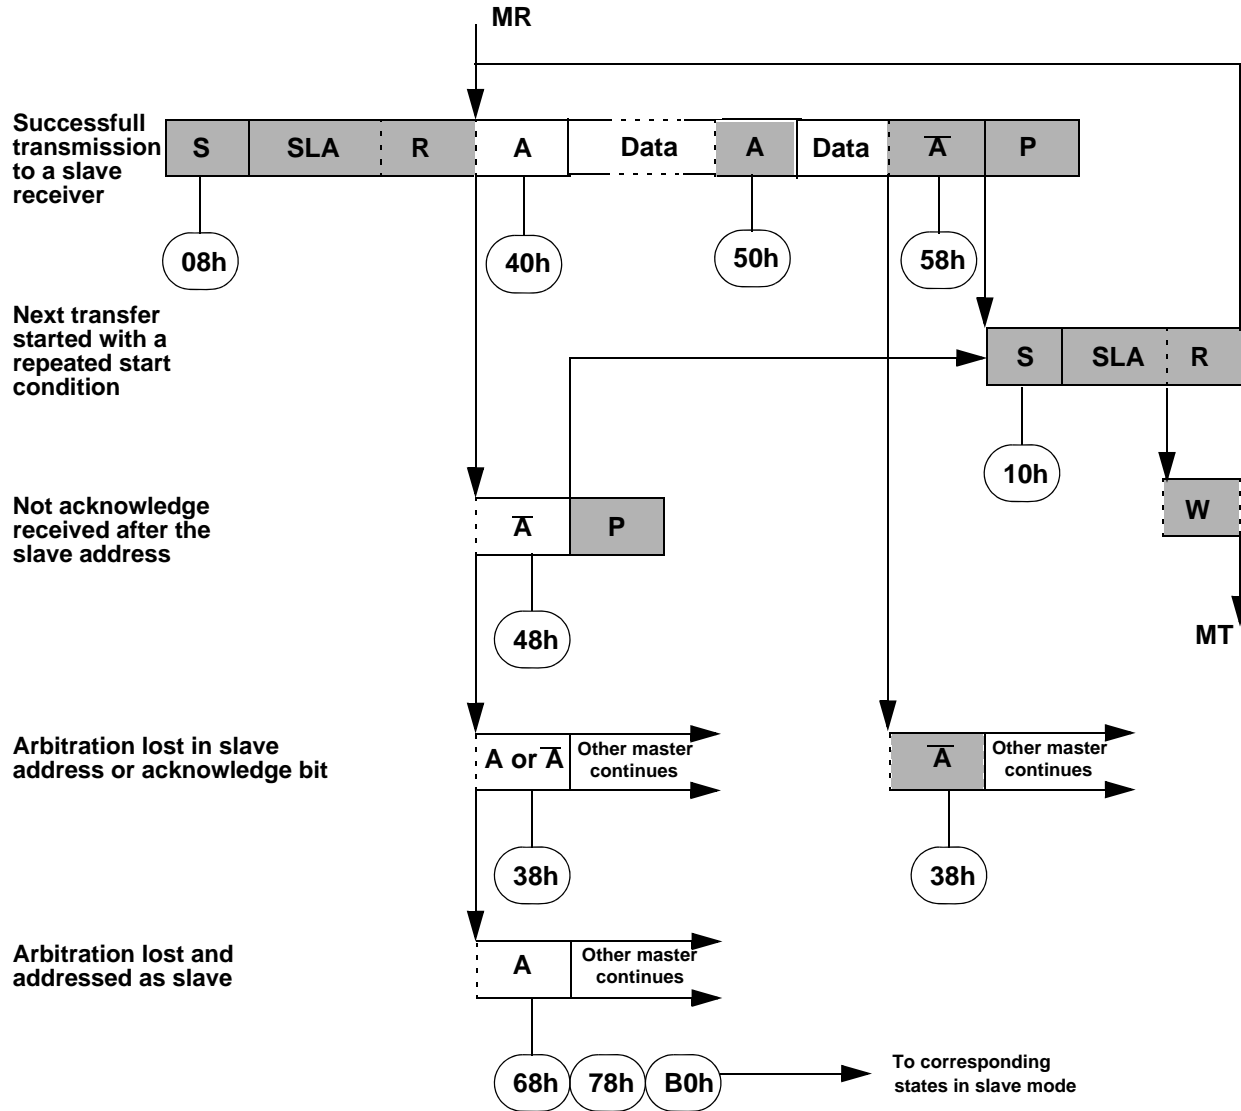 MR
Successfull
transmission
to a slave
receiver
S SLA R A Data A Data A̅ P
08h 40h 50h 58h
Next transfer
started with a
repeated start
condition
S SLA R
10h
Not acknowledge
received after the
slave address
A̅ P
W
48h
MT
Arbitration lost in slave
address or acknowledge bit
A or A̅
Other master
continues
A̅
Other master
continues
38h 38h
Arbitration lost and
addressed as slave
A
Other master
continues
68h 78h B0h
To corresponding
states in slave mode